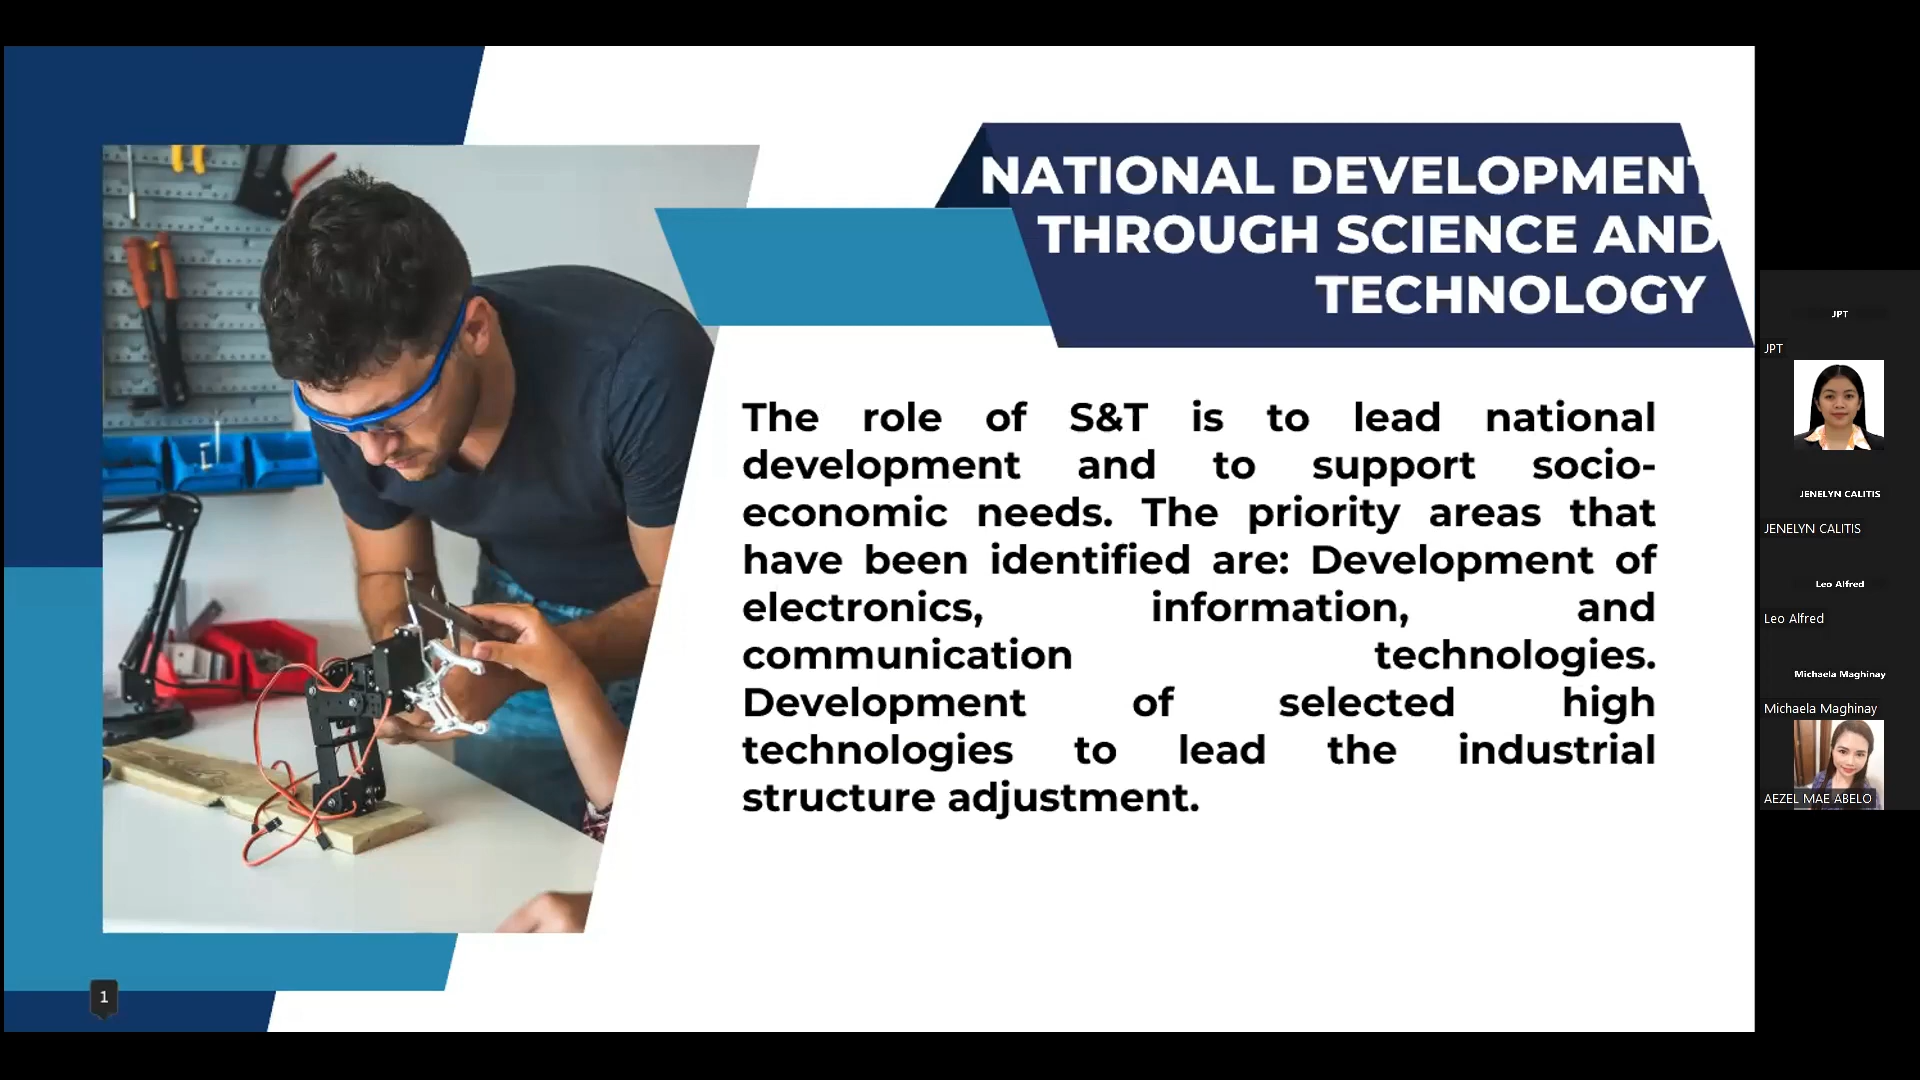 NATIONAL DEVELOPMENT
THROUGH SCIENCE AND
TECHNOLOGY
The role of S&T is to lead national
development and to support socio-
economic needs. The priority areas that
have been identified are: Development of
electronics, information, and
communication technologies.
Development of selected high
technologies to lead the industrial
structure adjustment.
1
JPT
JPT
JENELYN CALITIS
JENELYN CALITIS
Leo Alfred
Leo Alfred
Michaela Maghinay
Michaela Maghinay
AEZEL MAE ABELO